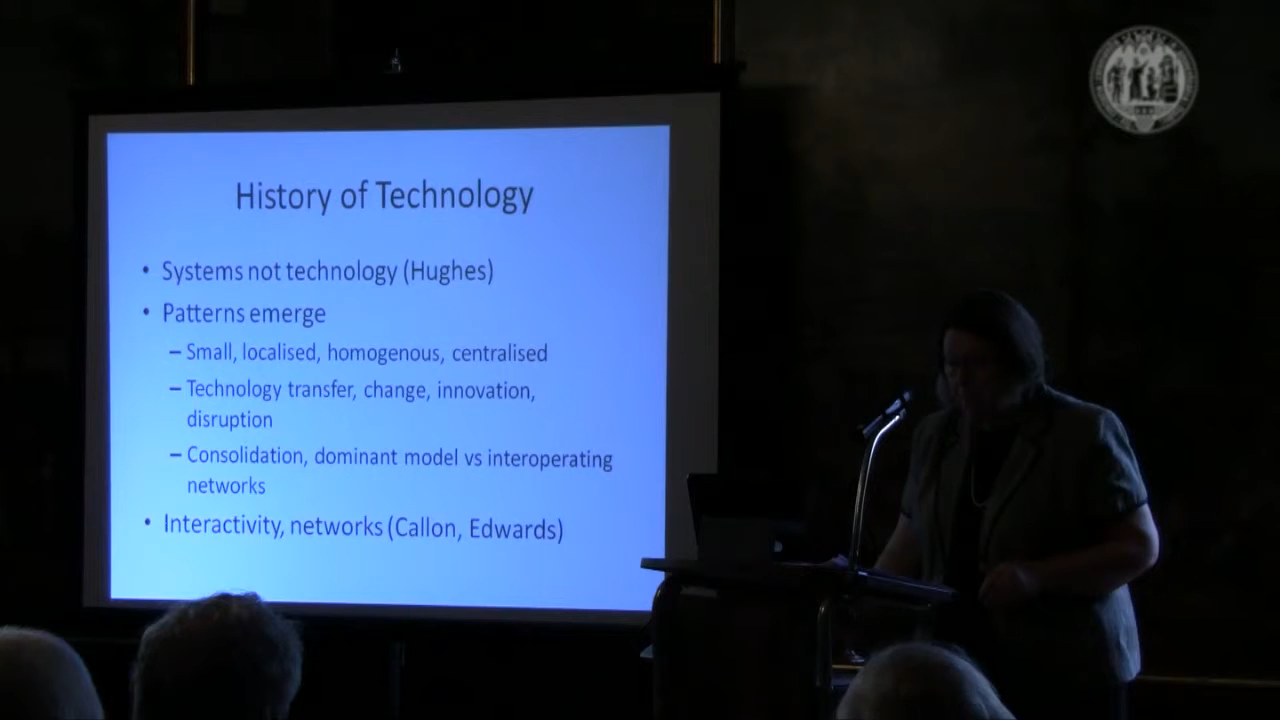 History of Technology
• Systems not technology (Hughes)
• Patterns emerge
– Small, localised, homogenous, centralised
– Technology transfer, change, innovation,
disruption
– Consolidation, dominant model vs interoperating
networks
• Interactivity, networks (Callon, Edwards)